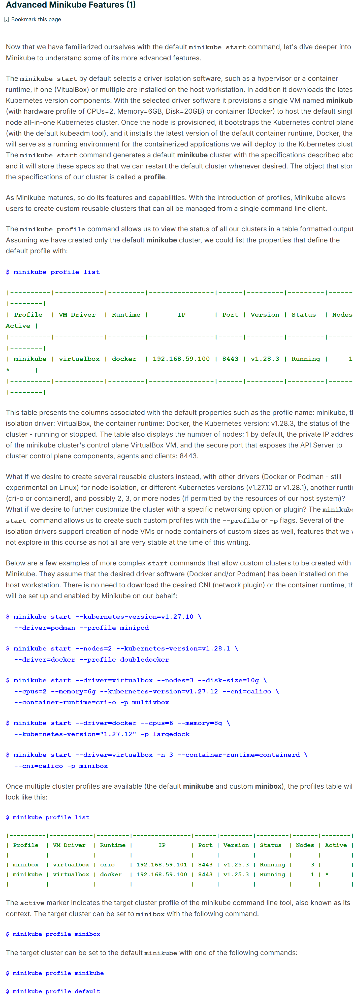 Advanced Minikube Features (1)
Bookmark this page
Now that we have familiarized ourselves with the default minikube start command, let's dive deeper into
Minikube to understand some of its more advanced features.
The minikube start by default selects a driver isolation software, such as a hypervisor or a container
runtime, if one (VitualBox) or multiple are installed on the host workstation. In addition it downloads the lates
Kubernetes version components. With the selected driver software it provisions a single VM named minikub
(with hardware profile of CPUs=2, Memory=6GB, Disk=20GB) or container (Docker) to host the default singl
node all-in-one Kubernetes cluster. Once the node is provisioned, it bootstraps the Kubernetes control plane
(with the default kubeadm tool), and it installs the latest version of the default container runtime, Docker, tha
will serve as a running environment for the containerized applications we will deploy to the Kubernetes clust
The minikube start command generates a default minikube cluster with the specifications described abo
and it will store these specs so that we can restart the default cluster whenever desired. The object that stor
the specifications of our cluster is called a profile.
As Minikube matures, so do its features and capabilities. With the introduction of profiles, Minikube allows
users to create custom reusable clusters that can all be managed from a single command line client.
The minikube profile command allows us to view the status of all our clusters in a table formatted output
Assuming we have created only the default minikube cluster, we could list the properties that define the
default profile with:
$ minikube profile list
|----------|------------|---------|----------------|------|---------|---------|------
|--------|
| Profile  | VM Driver  | Runtime |       IP       | Port | Version | Status  | Nodes
Active |
|----------|------------|---------|----------------|------|---------|---------|------
|--------|
| minikube | virtualbox | docker  | 192.168.59.100 | 8443 | v1.28.3 | Running |     1
*      |
|----------|------------|---------|----------------|------|---------|---------|------
|--------|
This table presents the columns associated with the default properties such as the profile name: minikube, th
isolation driver: VirtualBox, the container runtime: Docker, the Kubernetes version: v1.28.3, the status of the
cluster - running or stopped. The table also displays the number of nodes: 1 by default, the private IP addres
of the minikube cluster's control plane VirtualBox VM, and the secure port that exposes the API Server to
cluster control plane components, agents and clients: 8443.
What if we desire to create several reusable clusters instead, with other drivers (Docker or Podman - still
experimental on Linux) for node isolation, or different Kubernetes versions (v1.27.10 or v1.28.1), another runtin
(cri-o or containerd), and possibly 2, 3, or more nodes (if permitted by the resources of our host system)?
What if we desire to further customize the cluster with a specific networking option or plugin? The minikube
start command allows us to create such custom profiles with the --profile or -p flags. Several of the
isolation drivers support creation of node VMs or node containers of custom sizes as well, features that we w
not explore in this course as not all are very stable at the time of this writing.
Below are a few examples of more complex start commands that allow custom clusters to be created with
Minikube. They assume that the desired driver software (Docker and/or Podman) has been installed on the
host workstation. There is no need to download the desired CNI (network plugin) or the container runtime, th
will be set up and enabled by Minikube on our behalf:
$ minikube start --kubernetes-version=v1.27.10 \
--driver=podman --profile minipod
$ minikube start --nodes=2 --kubernetes-version=v1.28.1 \
--driver=docker --profile doubledocker
$ minikube start --driver=virtualbox --nodes=3 --disk-size=10g \
--cpus=2 --memory=6g --kubernetes-version=v1.27.12 --cni=calico \
--container-runtime=cri-o -p multivbox
$ minikube start --driver=docker --cpus=6 --memory=8g \
--kubernetes-version="1.27.12" -p largedock
$ minikube start --driver=virtualbox -n 3 --container-runtime=containerd \
--cni=calico -p minibox
Once multiple cluster profiles are available (the default minikube and custom minibox), the profiles table wil
look like this:
$ minikube profile list
|----------|------------|---------|----------------|------|---------|---------|-------|--------|
| Profile  | VM Driver  | Runtime |       IP       | Port | Version | Status  | Nodes | Active |
|----------|------------|---------|----------------|------|---------|---------|-------|--------|
| minibox  | virtualbox | crio    | 192.168.59.101 | 8443 | v1.25.3 | Running |     3 |        |
| minikube | virtualbox | docker  | 192.168.59.100 | 8443 | v1.25.3 | Running |     1 | *      |
|----------|------------|---------|----------------|------|---------|---------|-------|--------|
The active marker indicates the target cluster profile of the minikube command line tool, also known as its
context. The target cluster can be set to minibox with the following command:
$ minikube profile minibox
The target cluster can be set to the default minikube with one of the following commands:
$ minikube profile minikube
$ minikube profile default